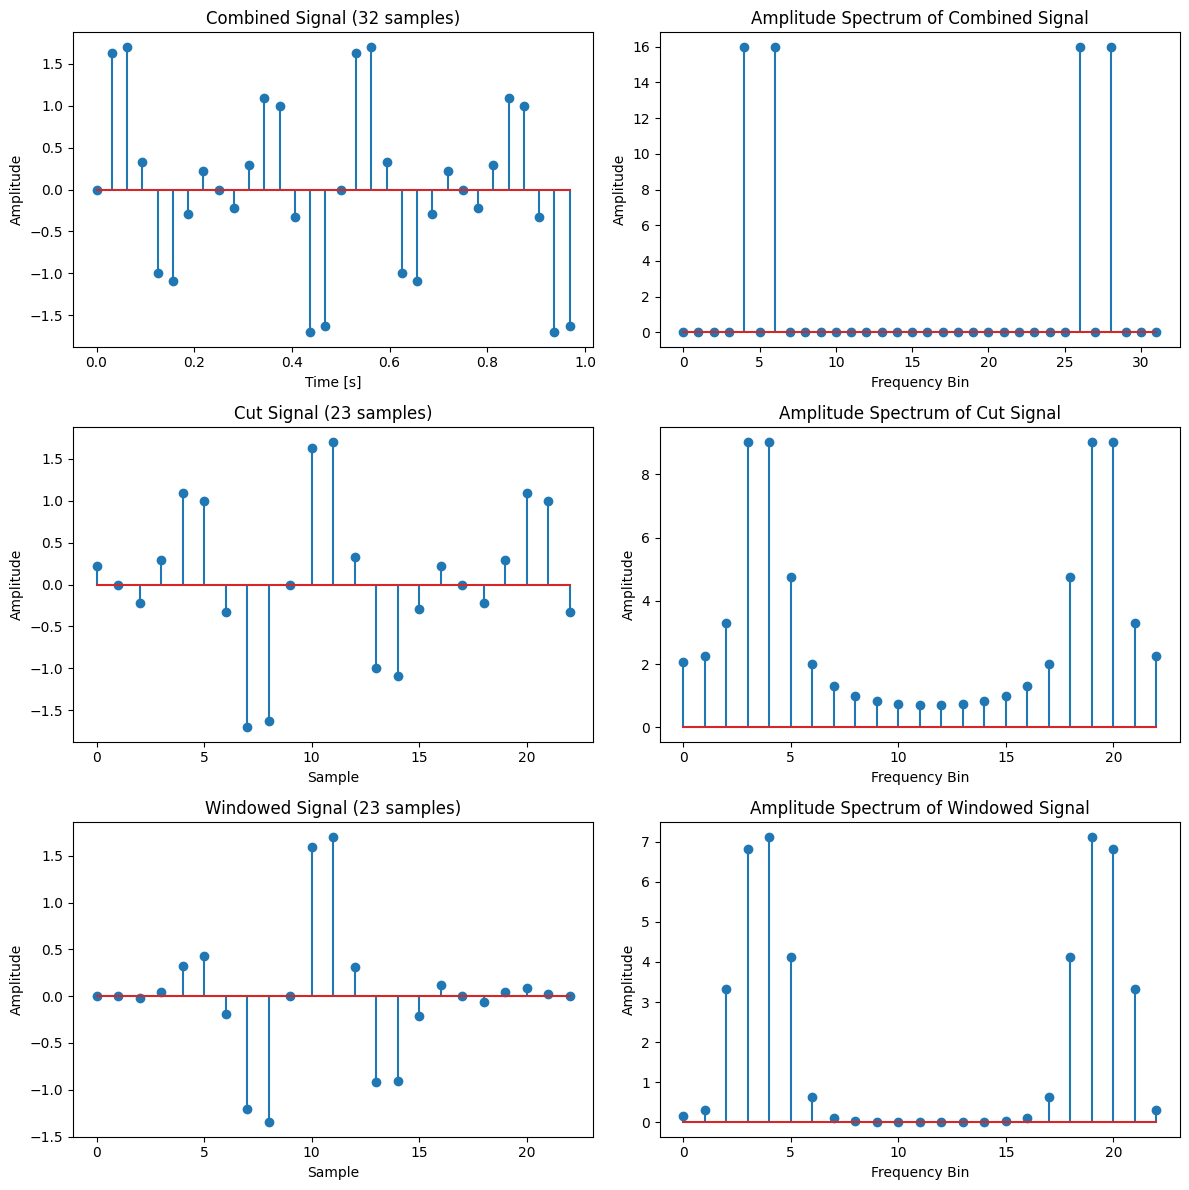 Combined Signal (32 samples)
Amplitude
1.5
1.0
0.5
0.0
−0.5
−1.0
−1.5
0.0 0.2 0.4 0.6 0.8 1.0
Time [s]
Amplitude Spectrum of Combined Signal
Amplitude
16
14
12
10
8
6
4
2
0
0 5 10 15 20 25 30
Frequency Bin
Cut Signal (23 samples)
Amplitude
1.5
1.0
0.5
0.0
−0.5
−1.0
−1.5
0 5 10 15 20
Sample
Amplitude Spectrum of Cut Signal
Amplitude
8
6
4
2
0
0 5 10 15 20
Frequency Bin
Windowed Signal (23 samples)
Amplitude
1.5
1.0
0.5
0.0
−0.5
−1.0
−1.5
0 5 10 15 20
Sample
Amplitude Spectrum of Windowed Signal
Amplitude
7
6
5
4
3
2
1
0
0 5 10 15 20
Frequency Bin